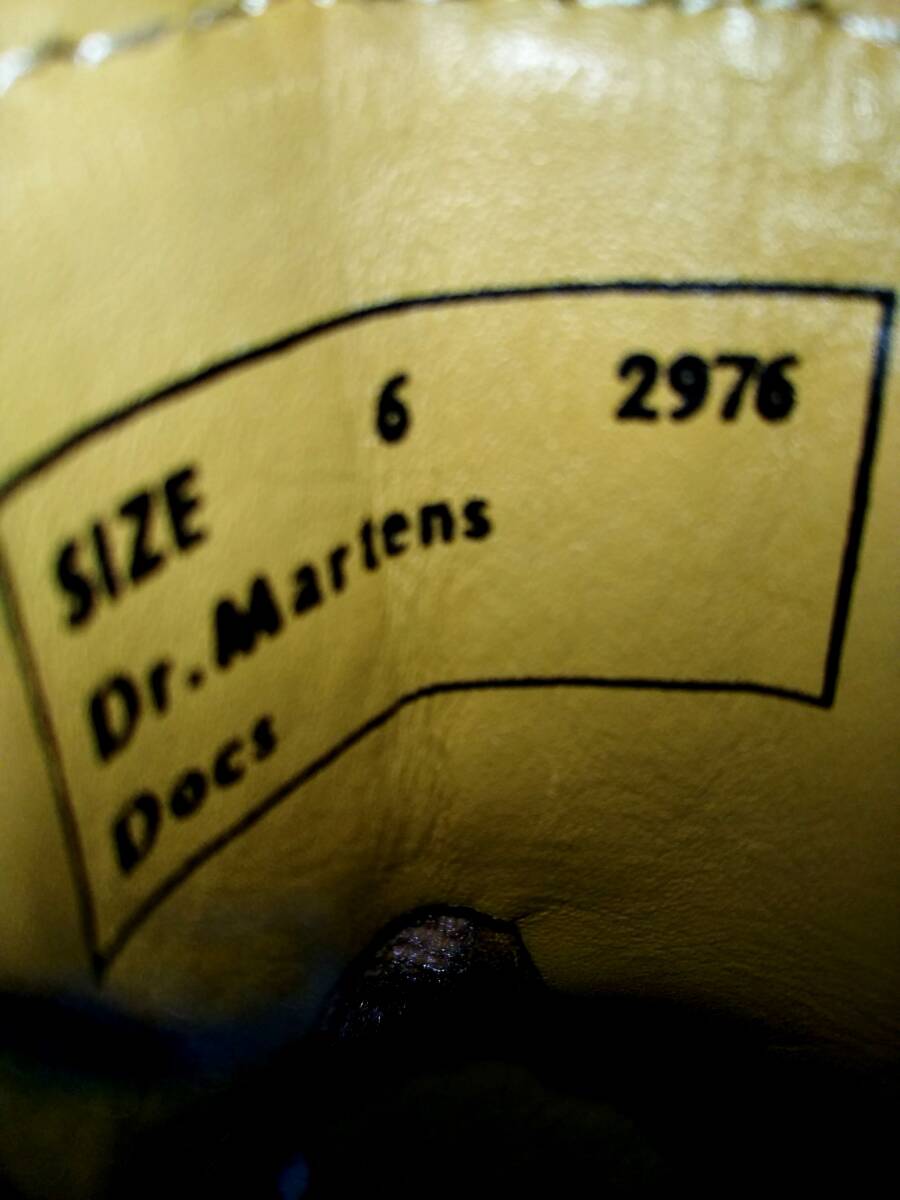 SIZE 6 2976
Dr. Martens
Docs